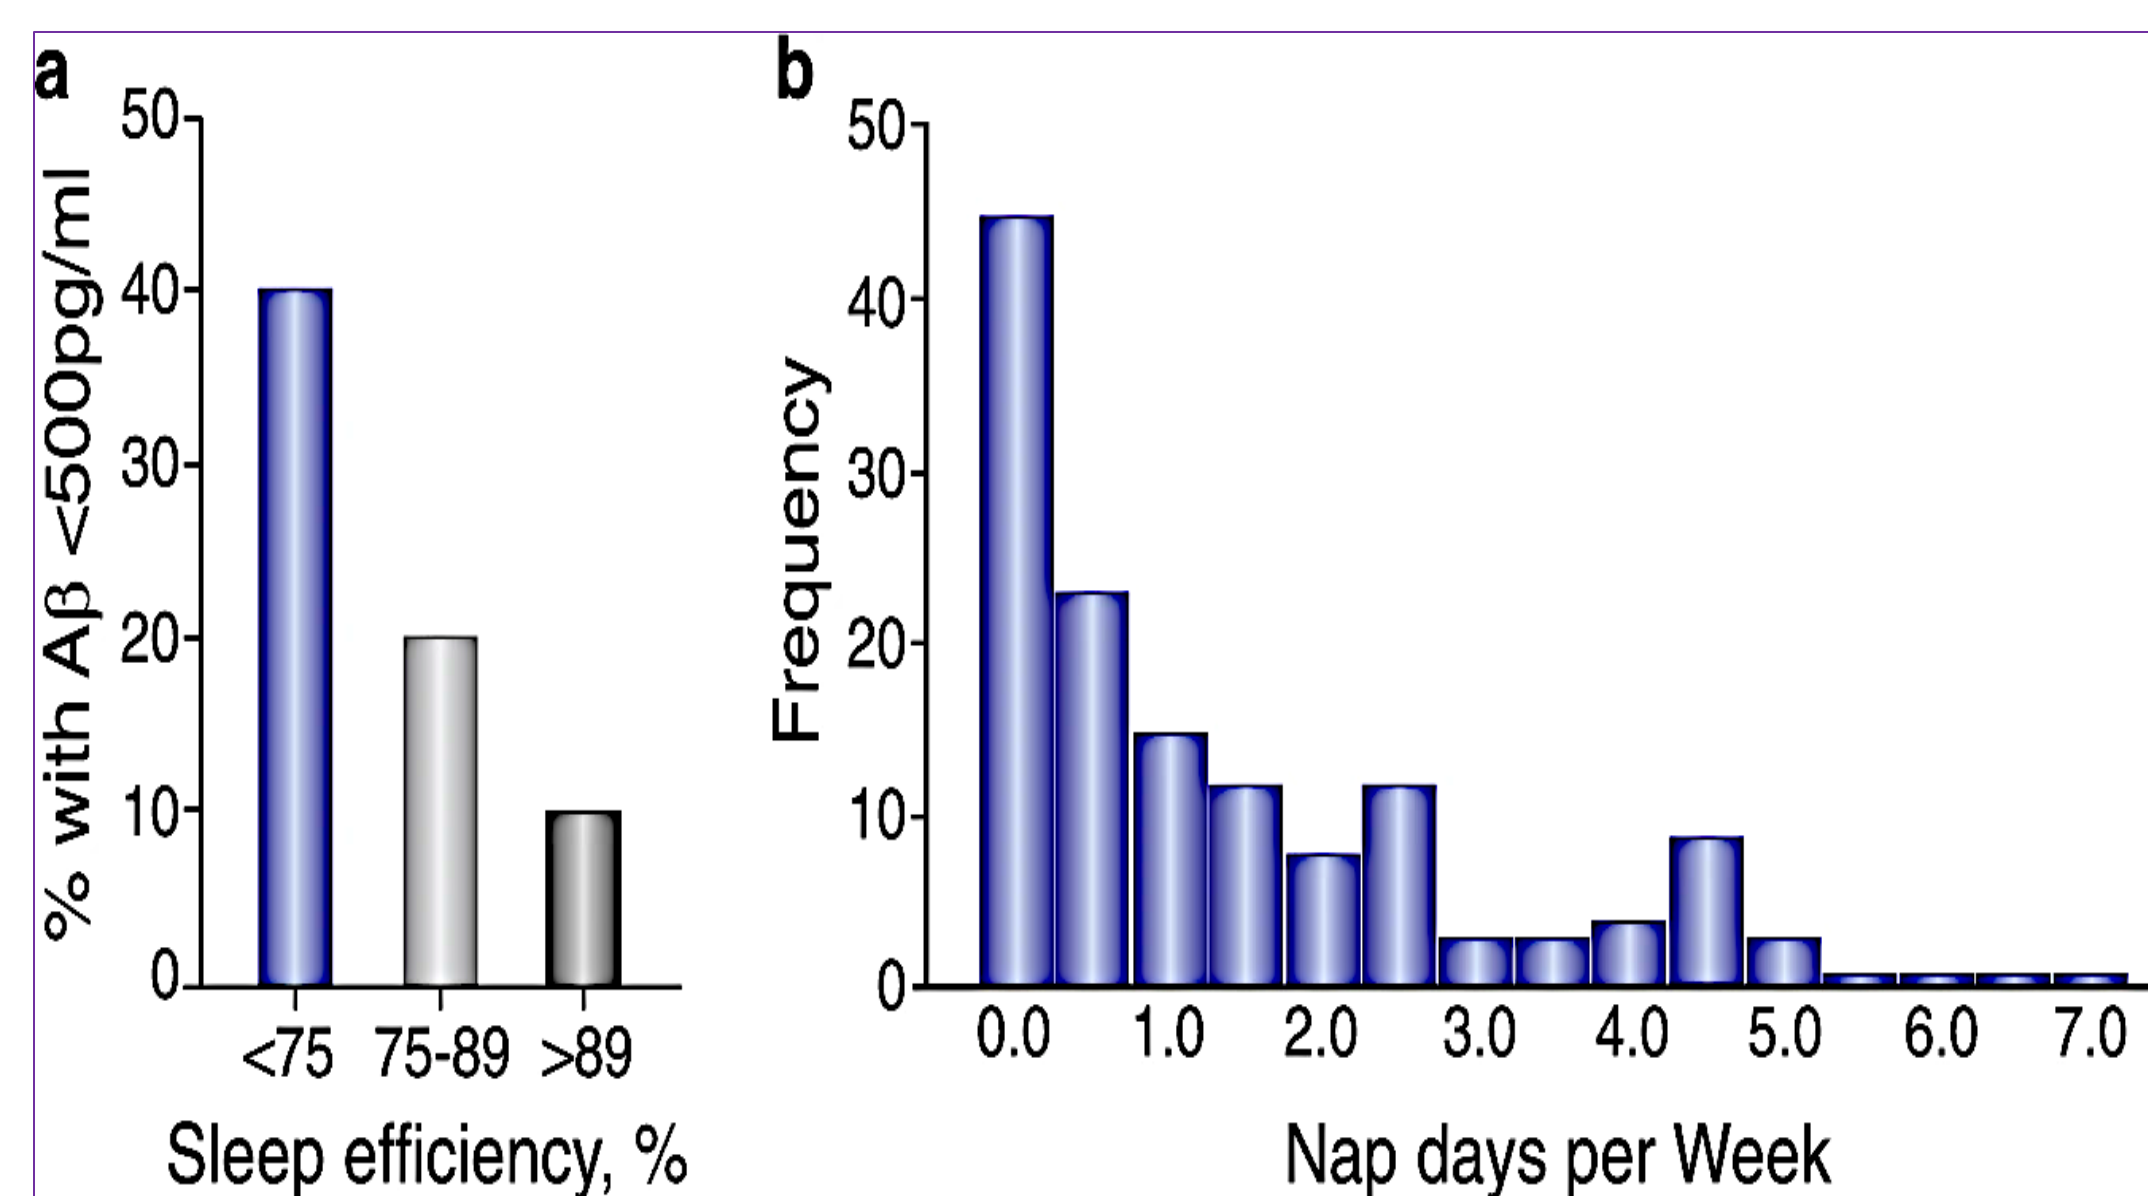 a
% with Aβ <500pg/ml
50
40
30
20
10
0
<75 75-89 >89
Sleep efficiency, %
b
Frequency
50
40
30
20
10
0
0.0 1.0 2.0 3.0 4.0 5.0 6.0 7.0
Nap days per Week